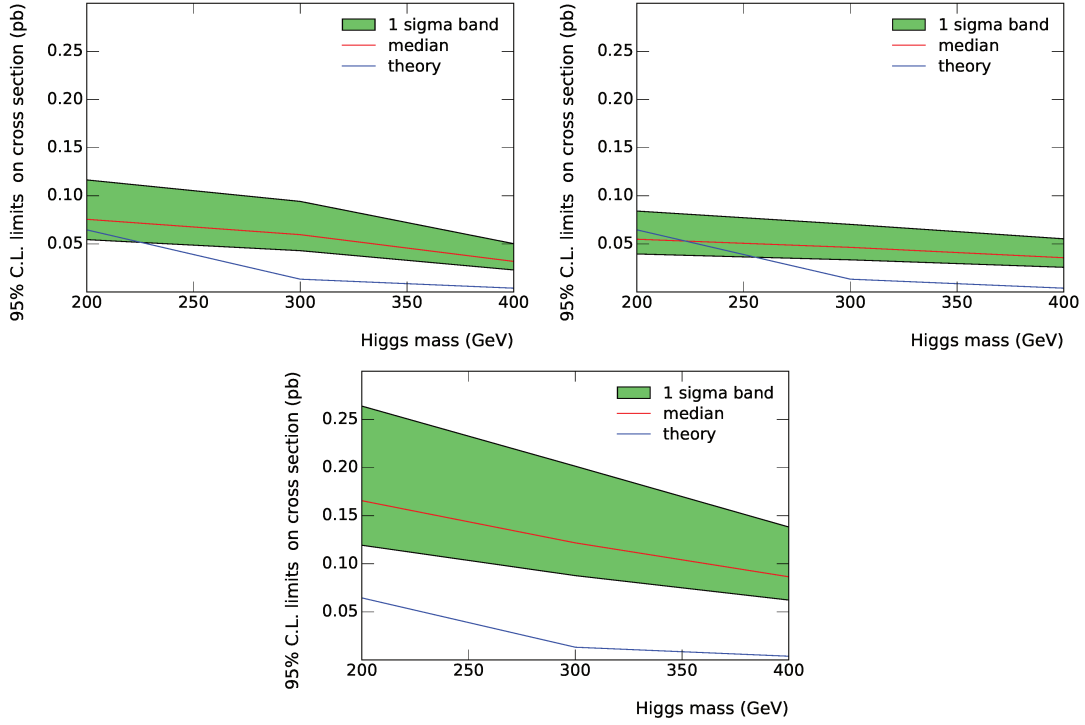 95% C.L. limits on cross section (pb)
0.25
0.20
0.15
0.10
0.05
1 sigma band
median
theory
200 250 300 350 400
Higgs mass (GeV)
95% C.L. limits on cross section (pb)
0.25
0.20
0.15
0.10
0.05
1 sigma band
median
theory
200 250 300 350 400
Higgs mass (GeV)
95% C.L. limits on cross section (pb)
0.25
0.20
0.15
0.10
0.05
1 sigma band
median
theory
200 250 300 350 400
Higgs mass (GeV)